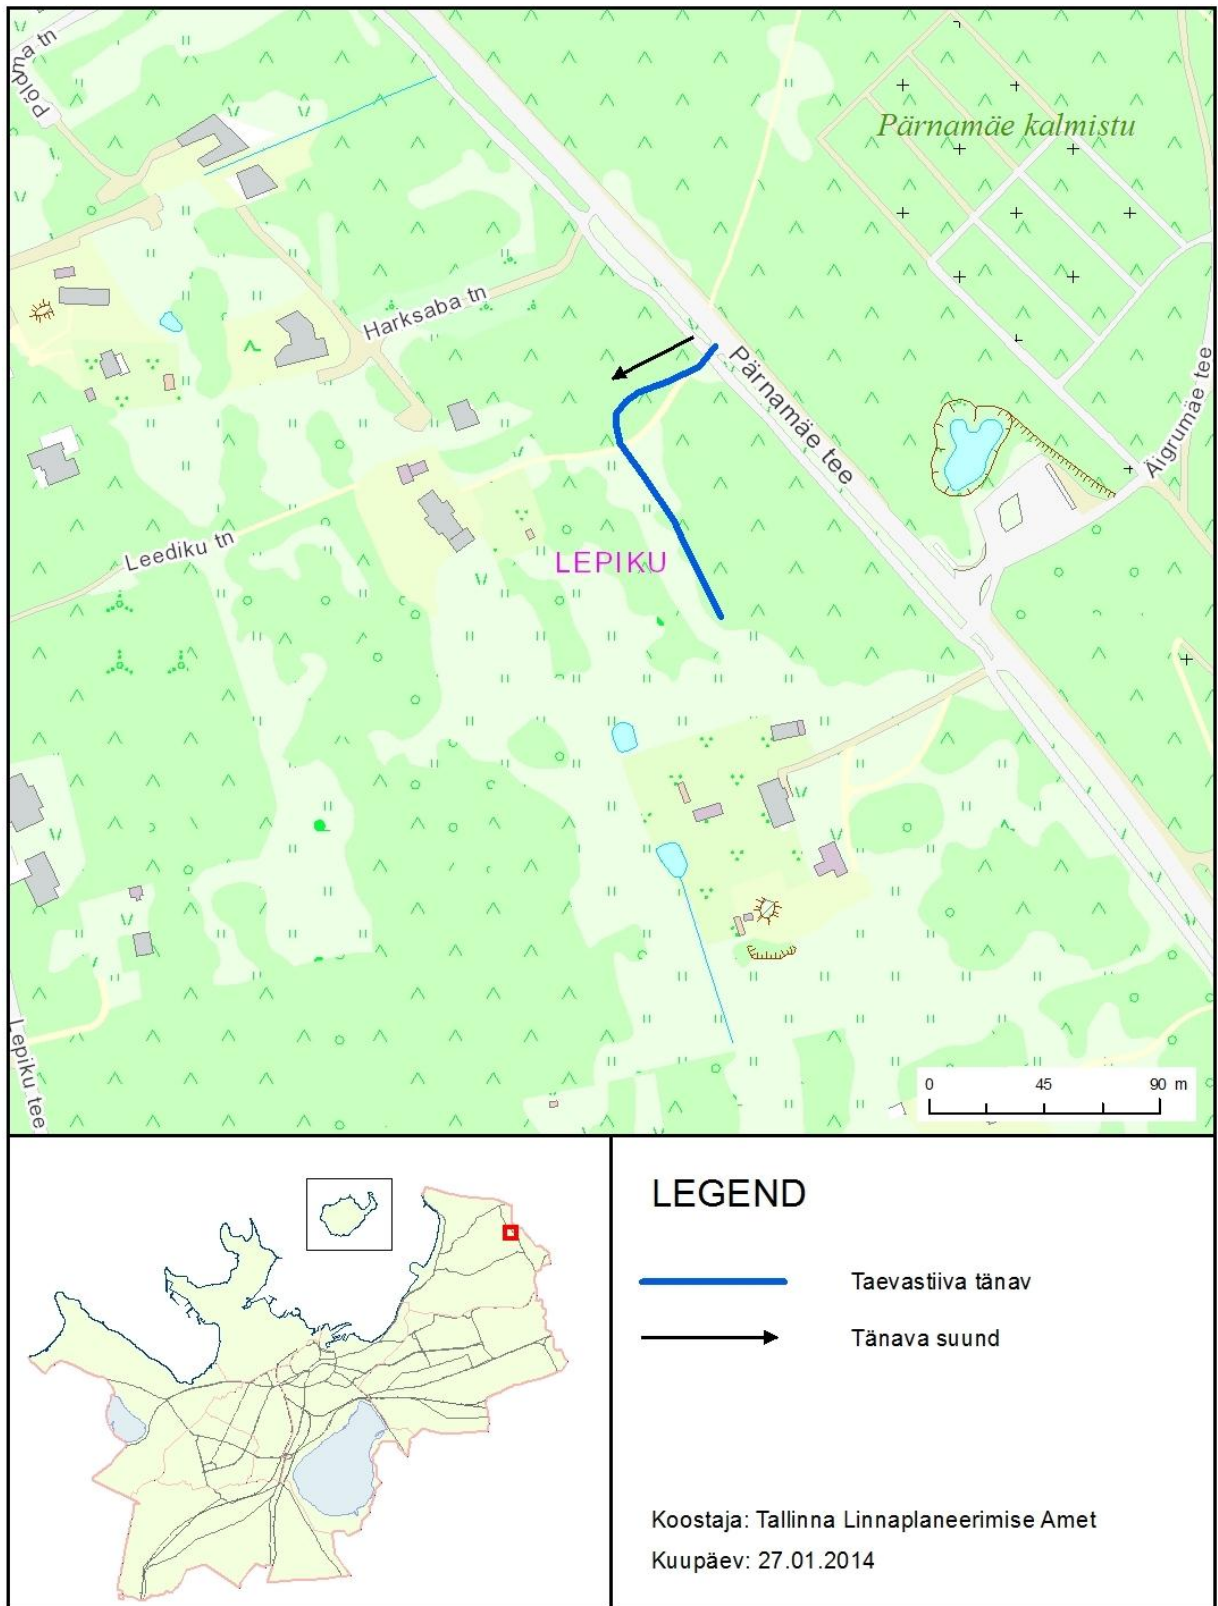 Põldma tn
Pärnamäe kalmistu
Harksaba tn
Pärnamäe tee
Äigrumäe tee
Leediku tn
LEPIKU
Lepiku tee
0 45 90 m
LEGEND
Taevastiiva tänav
Tänava suund
Koostaja: Tallinna Linnaplaneerimise Amet
Kuupäev: 27.01.2014